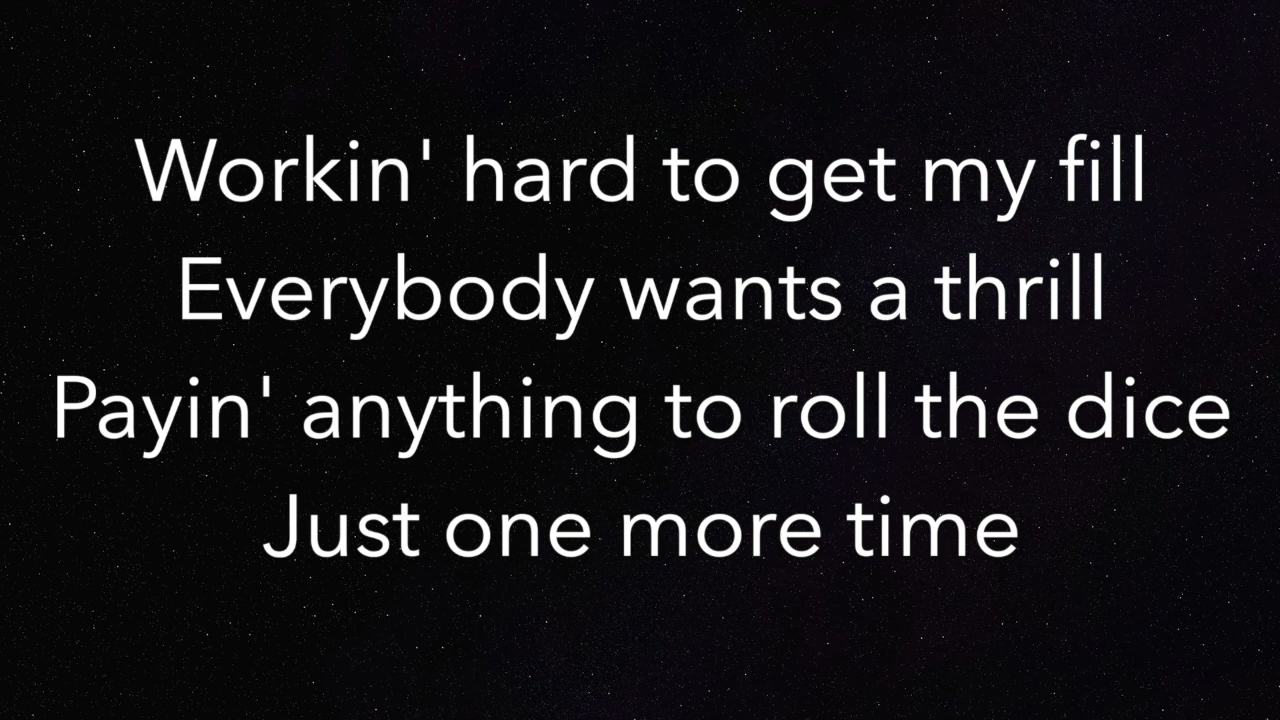 Workin' hard to get my fill
Everybody wants a thrill
Payin' anything to roll the dice
Just one more time